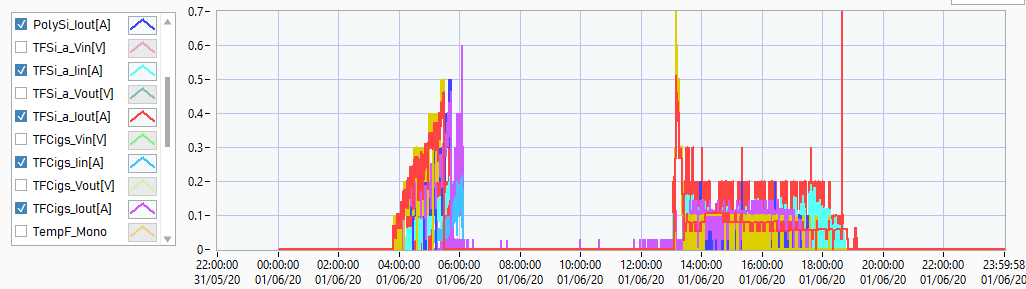 PolySi_Iout[A]
TFSi_a_Vin[V]
TFSi_a_Iin[A]
TFSi_a_Vout[V]
TFSi_a_Iout[A]
TFCigs_Vin[V]
TFCigs_Iin[A]
TFCigs_Vout[V]
TFCigs_Iout[A]
TempF_Mono
0.7
0.6
0.5
0.4
0.3
0.2
0.1
0
22:00:00 00:00:00 02:00:00 04:00:00 06:00:00 08:00:00 10:00:00 12:00:00 14:00:00 16:00:00 18:00:00 20:00:00 22:00:00 23:59:58
31/05/20 01/06/20 01/06/20 01/06/20 01/06/20 01/06/20 01/06/20 01/06/20 01/06/20 01/06/20 01/06/20 01/06/20 01/06/20 01/06/20